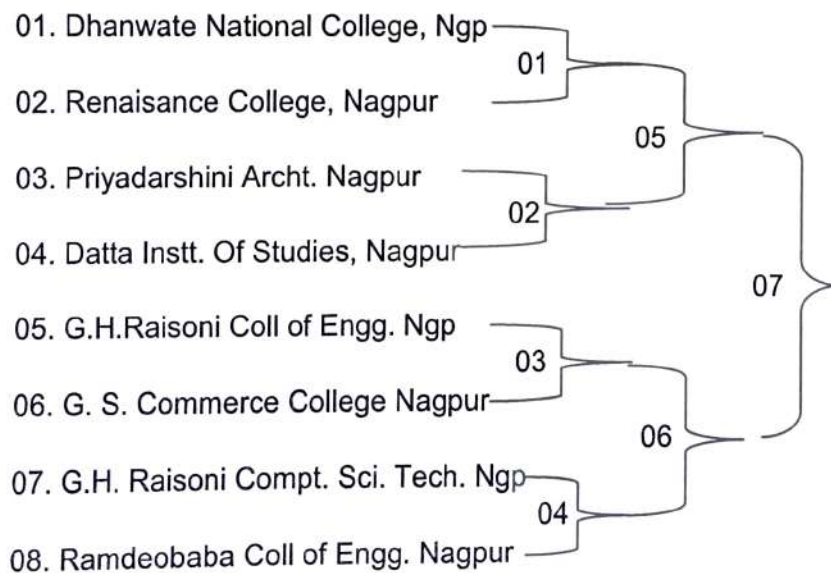 01. Dhanwate National College, Ngp
01
02. Renaisance College, Nagpur
05
03. Priyadarshini Archt. Nagpur
02
04. Datta Instt. Of Studies, Nagpur
07
05. G.H.Raisoni Coll of Engg. Ngp
03
06. G. S. Commerce College Nagpur
06
07. G.H. Raisoni Compt. Sci. Tech. Ngp
04
08. Ramdeobaba Coll of Engg. Nagpur